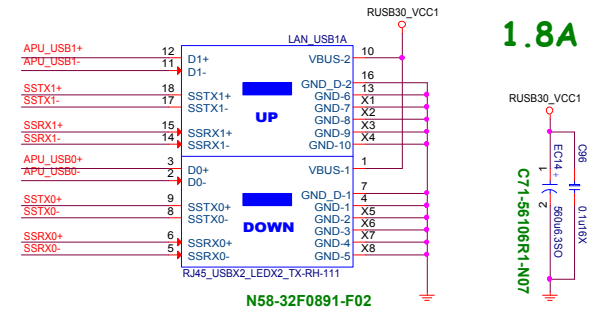 RUSB30_VCC1
1.8A
LAN_USB1A
APU_USB1+ 12 D1+ VBUS-2 10
APU_USB1- 11 D1-
GND_D-2 16
SSTX1+ 18 SSTX1+ GND-6 13
SSTX1- 17 SSTX1- GND-7 X1
GND-8 X2
UP
SSRX1+ 15 SSRX1+ GND-9 X3
SSRX1- 14 SSRX1- GND-10 X4
APU_USB0+ 3 D0+ VBUS-1 1
APU_USB0- 2 D0-
GND_D-1 7
SSTX0+ 9 SSTX0+ GND-1 4
SSTX0- 8 SSTX0- GND-2 X5
GND-3 X6
DOWN
SSRX0+ 6 SSRX0+ GND-4 X7
SSRX0- 5 SSRX0- GND-5 X8
RJ45_USBX2_LEDX2_TX-RH-111
N58-32F0891-F02
RUSB30_VCC1
C71-56106R1-N07
1 2
+
EC14
560u6.3SO
C96
0.1u16X